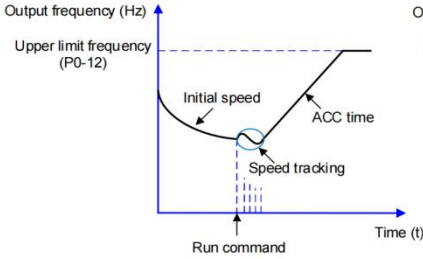 Output frequency (Hz)
O
Upper limit frequency
(P0-12)
Initial speed
ACC time
Speed tracking
Time (t)
Run command